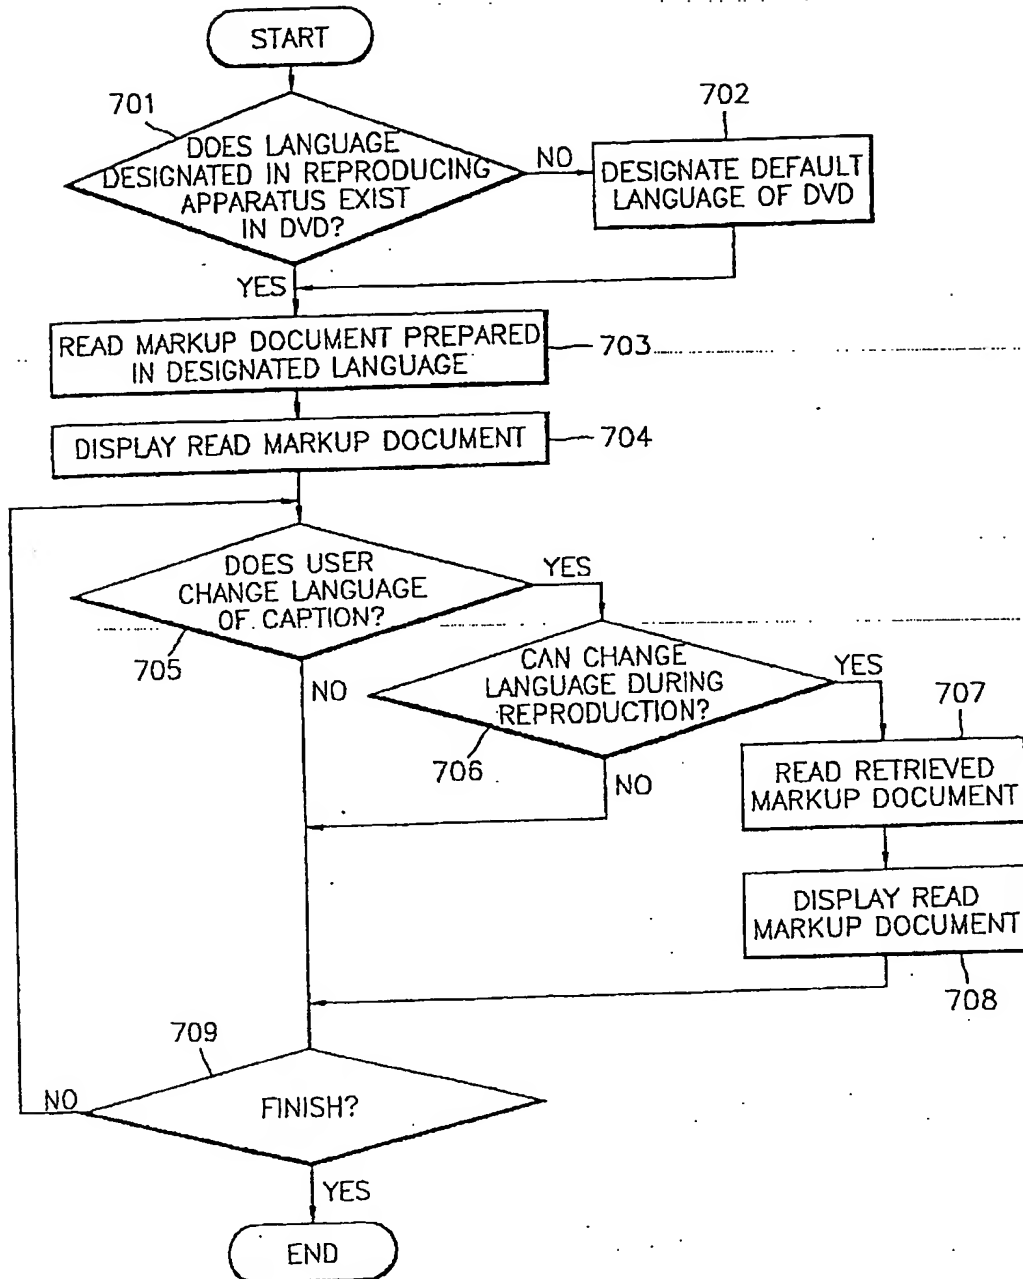 START
701
DOES LANGUAGE
DESIGNATED IN REPRODUCING
APPARATUS EXIST
IN DVD?
NO
702
DESIGNATE DEFAULT
LANGUAGE OF DVD
YES
READ MARKUP DOCUMENT PREPARED
IN DESIGNATED LANGUAGE
703
DISPLAY READ MARKUP DOCUMENT
704
DOES USER
CHANGE LANGUAGE
OF CAPTION?
705
YES
NO
CAN CHANGE
LANGUAGE DURING
REPRODUCTION?
706
YES
NO
707
READ RETRIEVED
MARKUP DOCUMENT
DISPLAY READ
MARKUP DOCUMENT
708
709
FINISH?
NO
YES
END